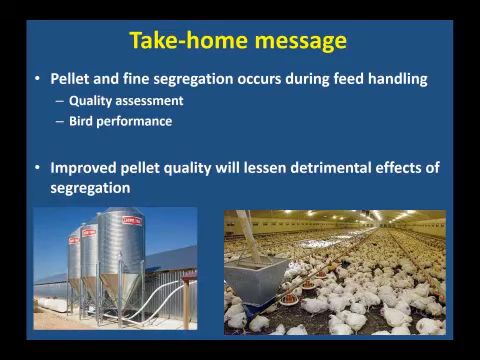 Take-home message
• Pellet and fine segregation occurs during feed handling
– Quality assessment
– Bird performance
• Improved pellet quality will lessen detrimental effects of
segregation